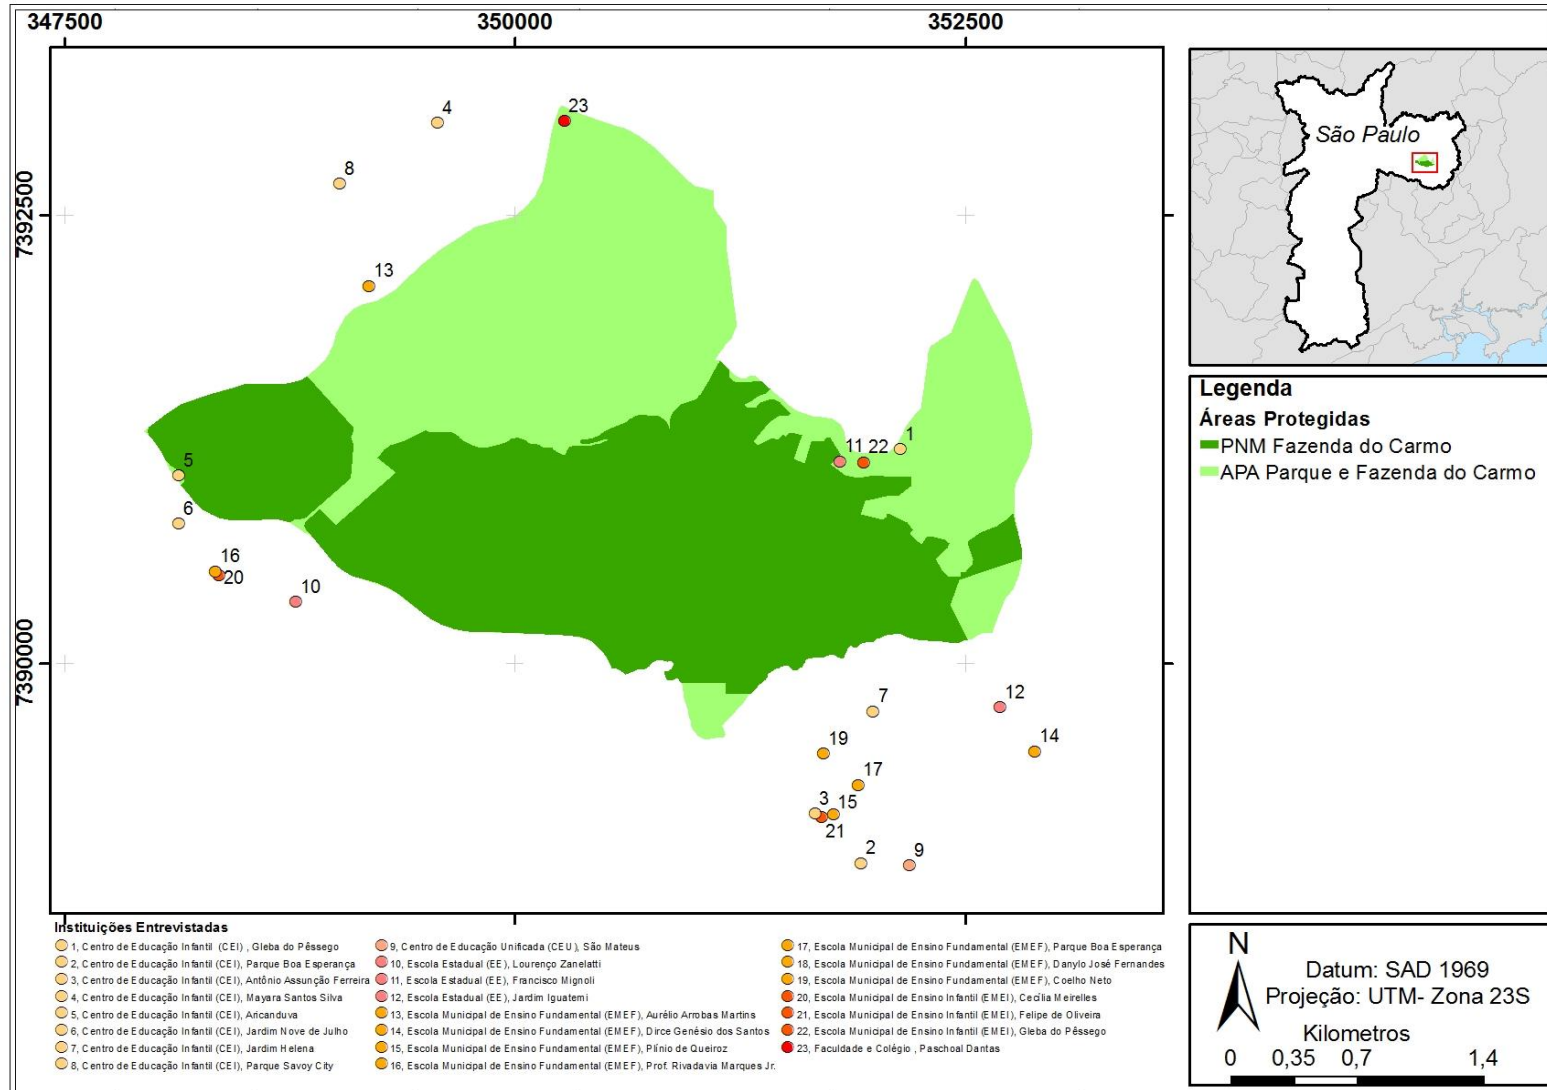 347500
350000
352500
7392500
7390000
4
23
8
13
1
11
22
5
6
16
20
10
7
12
19
14
17
3
15
21
2
9
São Paulo
Legenda
Áreas Protegidas
PNM Fazenda do Carmo
APA Parque e Fazenda do Carmo
Instituições Entrevistadas
1, Centro de Educação Infantil (CEI) , Gleba do Pêssego
2, Centro de Educação Infantil (CEI), Parque Boa Esperança
3, Centro de Educação Infantil (CEI), Antônio Assunção Ferreira
4, Centro de Educação Infantil (CEI), Mayara Santos Silva
5, Centro de Educação Infantil (CEI), Aricanduva
6, Centro de Educação Infantil (CEI), Jardim Nove de Julho
7, Centro de Educação Infantil (CEI), Jardim Helena
8, Centro de Educação Infantil (CEI), Parque Savoy City
9, Centro de Educação Unificada (CEU), São Mateus
10, Escola Estadual (EE), Lourenço Zanelatti
11, Escola Estadual (EE), Francisco Mignoli
12, Escola Estadual (EE), Jardim Iguatemi
13, Escola Municipal de Ensino Fundamental (EMEF), Aurélio Arrobas Martins
14, Escola Municipal de Ensino Fundamental (EMEF), Dirce Genésio dos Santos
15, Escola Municipal de Ensino Fundamental (EMEF), Plínio de Queiroz
16, Escola Municipal de Ensino Fundamental (EMEF), Prof. Rivadavia Marques Jr.
17, Escola Municipal de Ensino Fundamental (EMEF), Parque Boa Esperança
18, Escola Municipal de Ensino Fundamental (EMEF), Danylo José Fernandes
19, Escola Municipal de Ensino Fundamental (EMEF), Coelho Neto
20, Escola Municipal de Ensino Infantil (EMEI), Cecília Meirelles
21, Escola Municipal de Ensino Infantil (EMEI), Felipe de Oliveira
22, Escola Municipal de Ensino Infantil (EMEI), Gleba do Pêssego
23, Faculdade e Colégio , Paschoal Dantas
N
Datum: SAD 1969
Projeção: UTM- Zona 23S
Kilometros
0 0,35 0,7 1,4